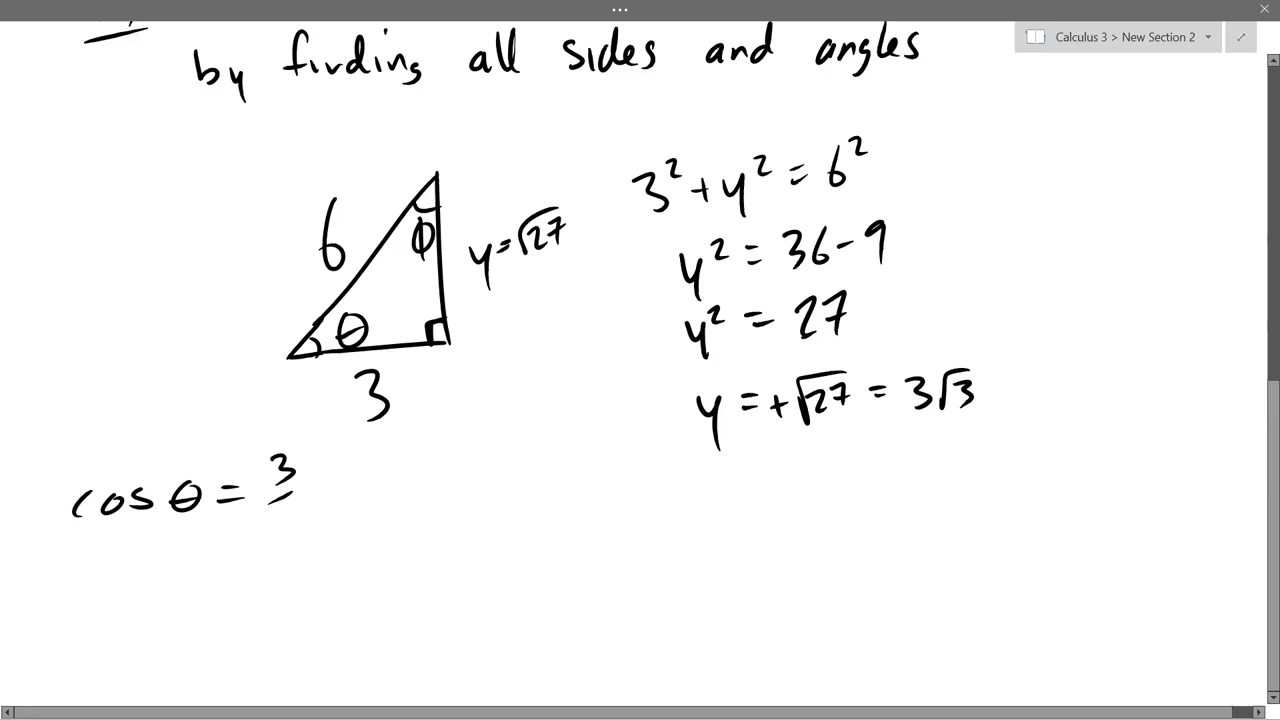 Calculus 3 > New Section 2
by finding all sides and angles
6
ϕ
y = √27
θ
3
3² + y² = 6²
y² = 36 - 9
y² = 27
y = +√27 = 3√3
cos θ = 3